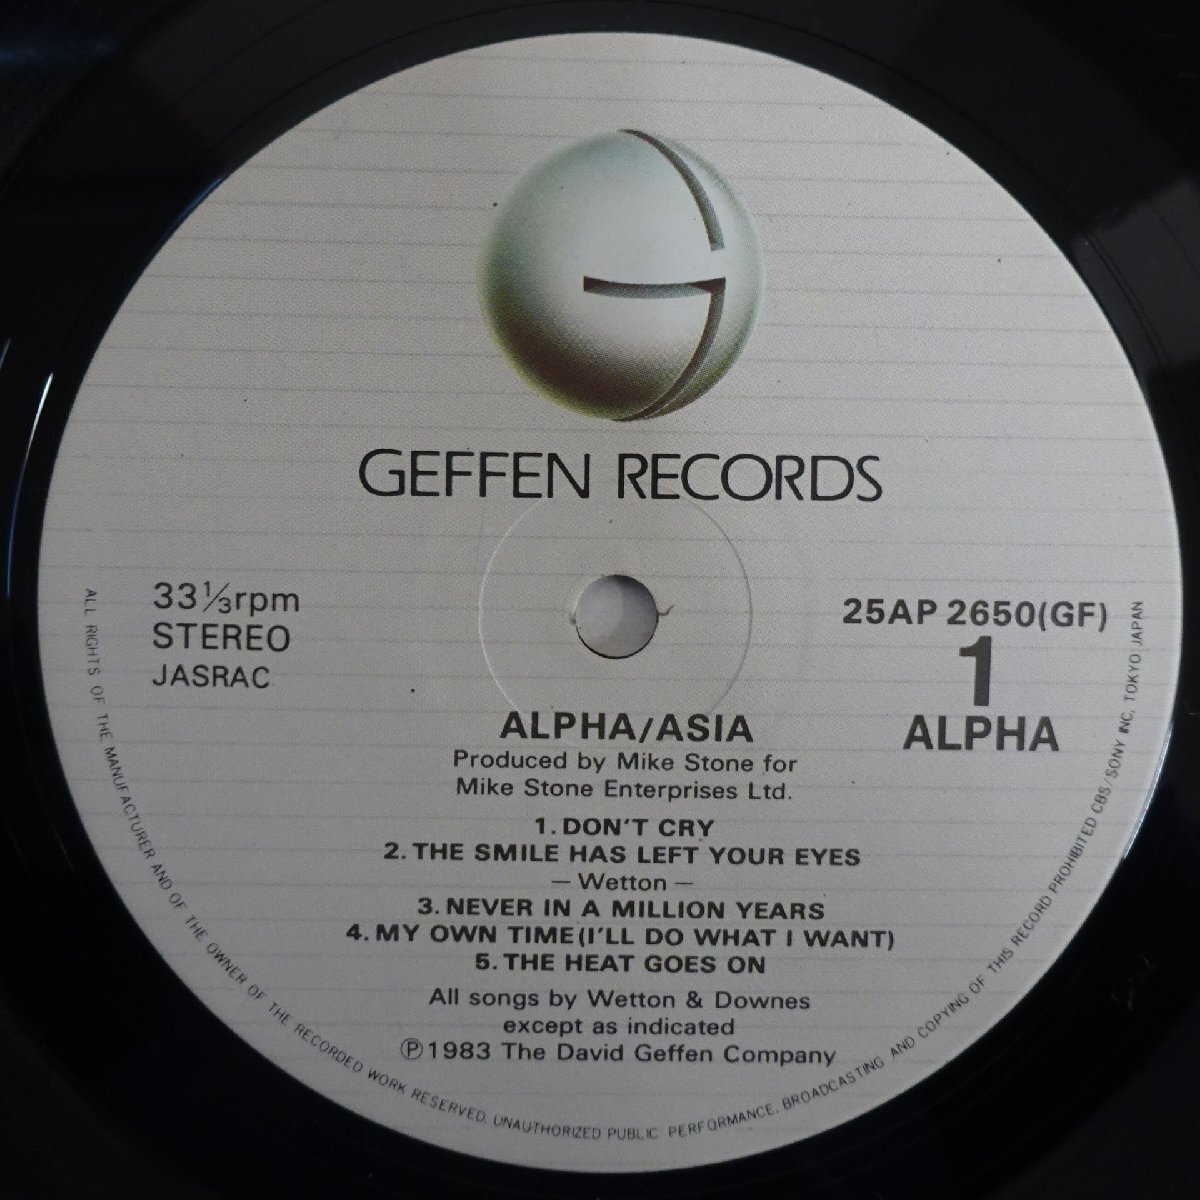 GEFFEN RECORDS
33⅓rpm
STEREO
JASRAC
25AP 2650(GF)
1
ALPHA
ALPHA/ASIA
Produced by Mike Stone for
Mike Stone Enterprises Ltd.
1. DON'T CRY
2. THE SMILE HAS LEFT YOUR EYES
— Wetton —
3. NEVER IN A MILLION YEARS
4. MY OWN TIME(I'LL DO WHAT I WANT)
5. THE HEAT GOES ON
All songs by Wetton & Downes
except as indicated
Ⓟ1983 The David Geffen Company
ALL RIGHTS OF THE MANUFACTURER AND OF THE OWNER OF THE RECORDED WORK RESERVED. UNAUTHORIZED PUBLIC PERFORMANCE, BROADCASTING AND COPYING OF THIS RECORD PROHIBITED CBS/SONY INC. TOKYO JAPAN